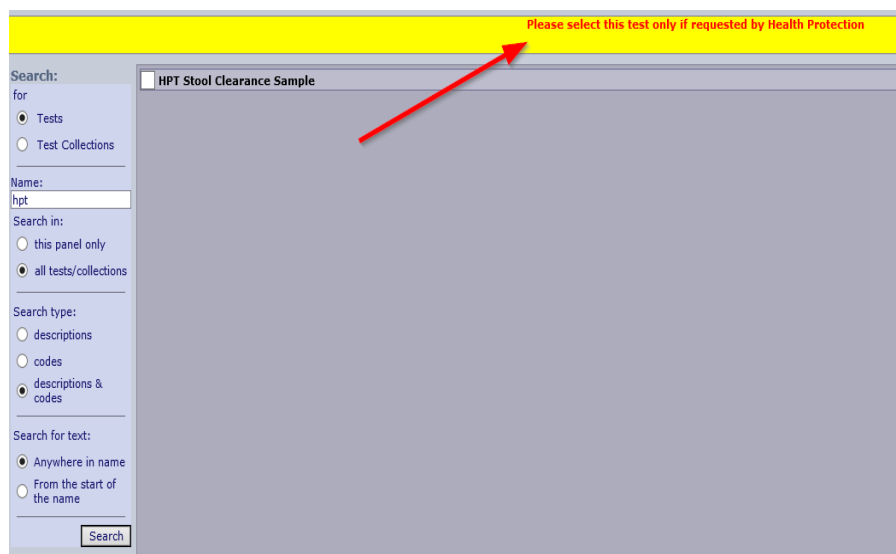 Please select this test only if requested by Health Protection
Search:
for
Tests
Test Collections
Name:
hpt
Search in:
this panel only
all tests/collections
Search type:
descriptions
codes
descriptions &
codes
Search for text:
Anywhere in name
From the start of
the name
Search
HPT Stool Clearance Sample